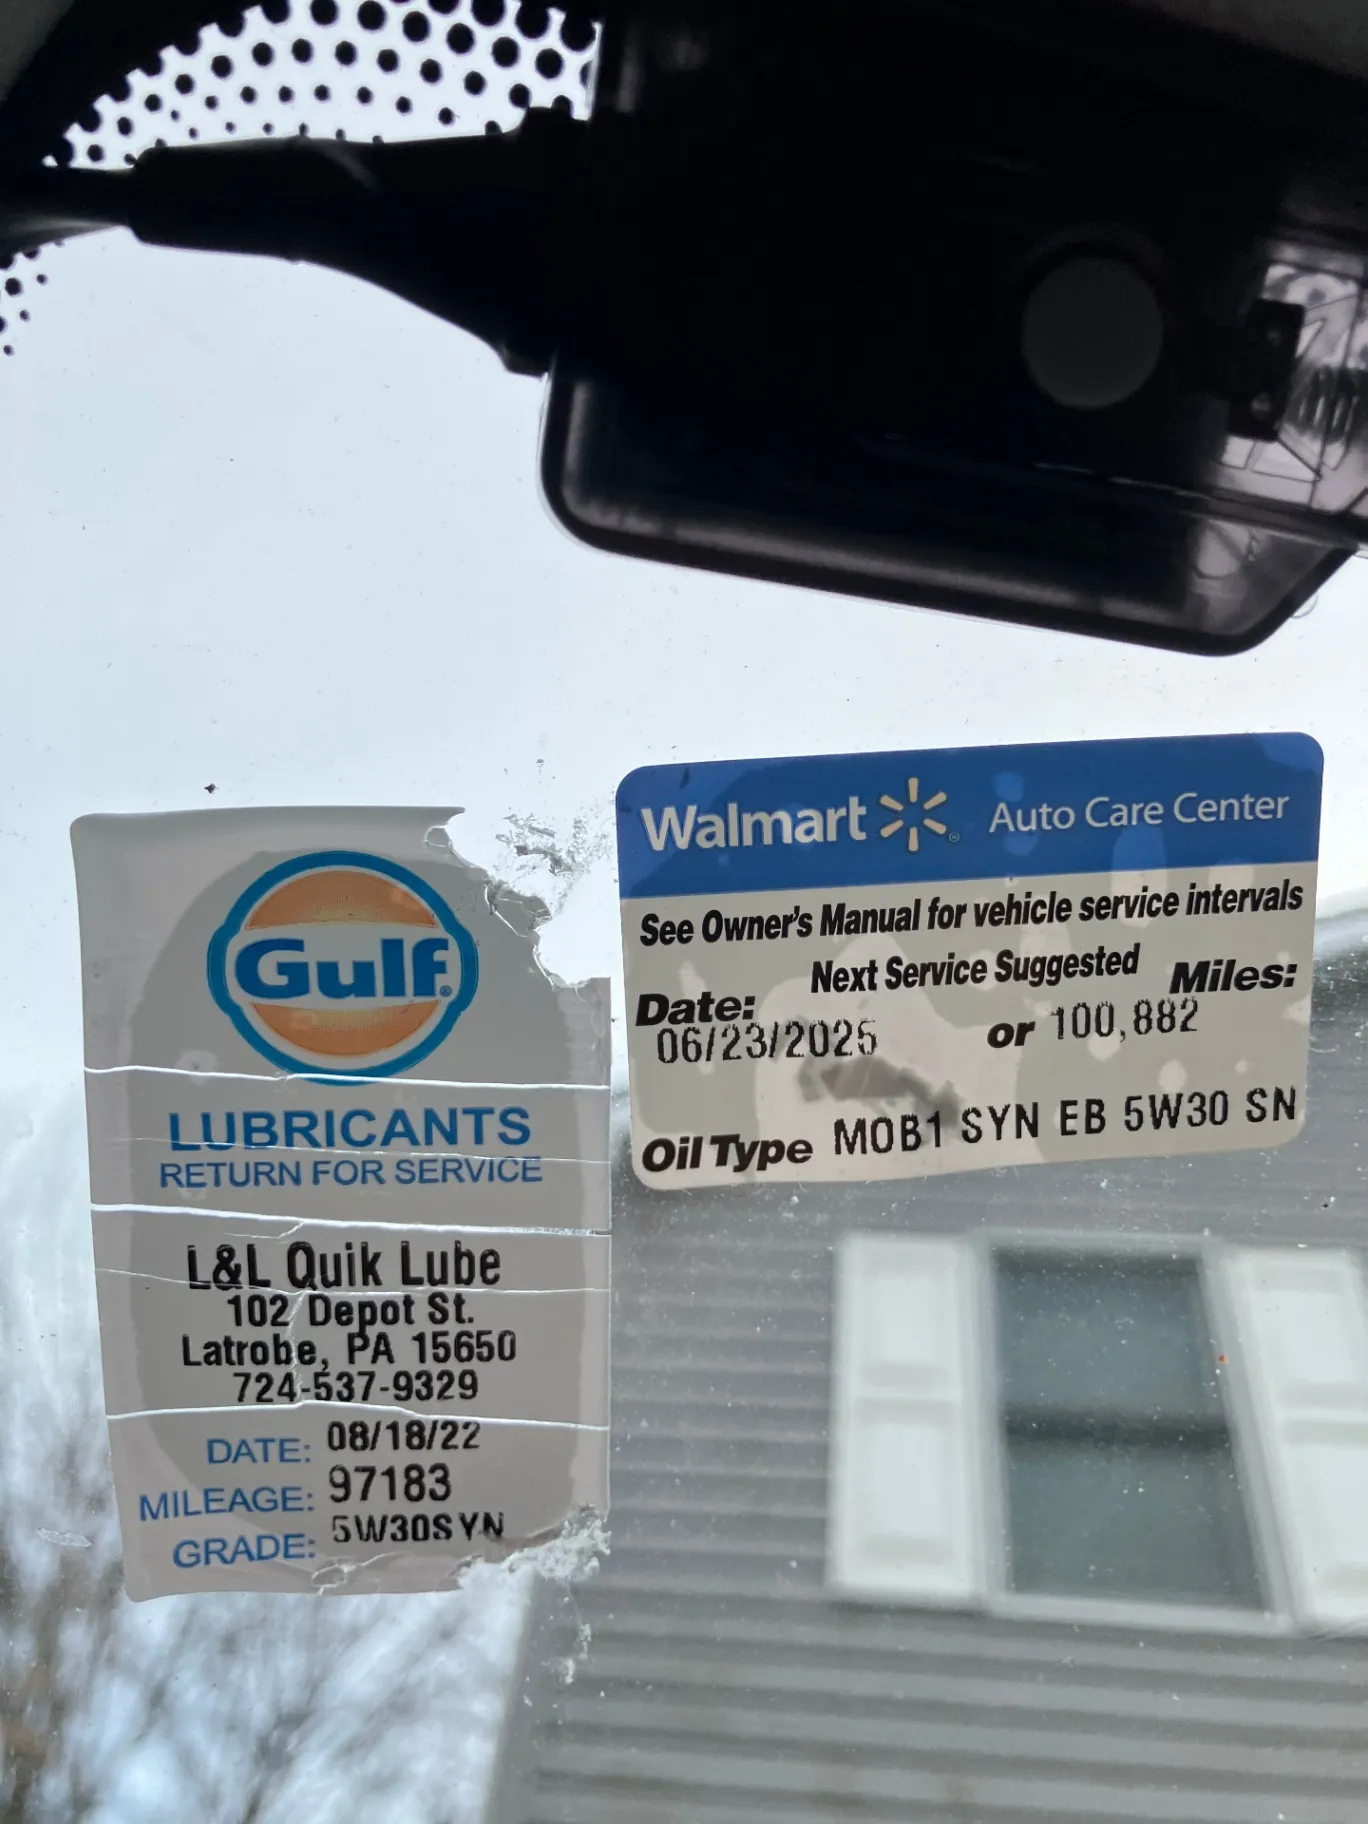 Gulf®
LUBRICANTS
RETURN FOR SERVICE
L&L Quik Lube
102 Depot St.
Latrobe, PA 15650
724-537-9329
DATE: 08/18/22
MILEAGE: 97183
GRADE: 5W30SYN
Walmart ® Auto Care Center
See Owner's Manual for vehicle service intervals
Next Service Suggested
Date: Miles:
06/23/2025 or 100,882
Oil Type MOB1 SYN EB 5W30 SN